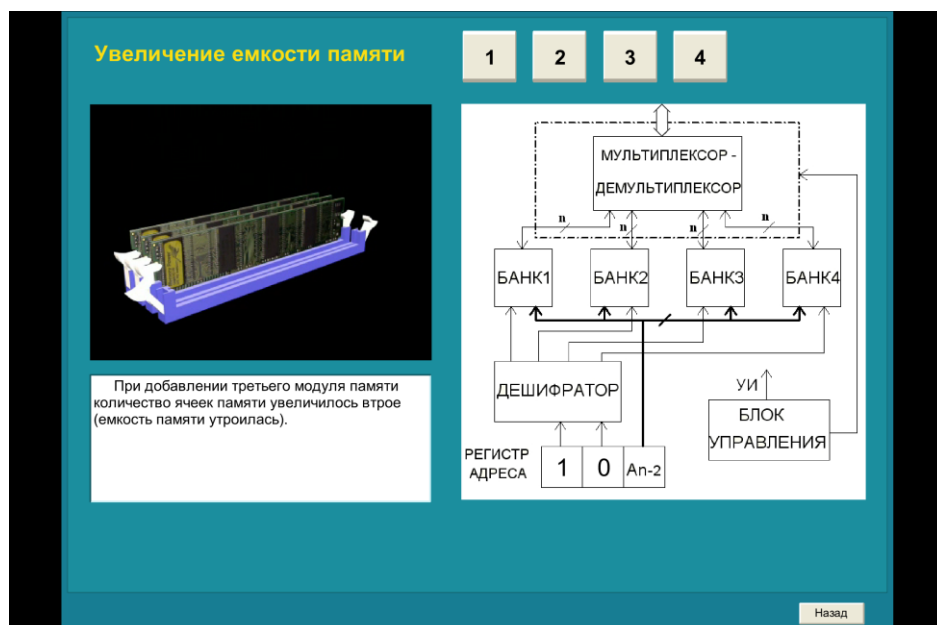 Увеличение емкости памяти
1 2 3 4
МУЛЬТИПЛЕКСОР -
ДЕМУЛЬТИПЛЕКСОР
n n n n
БАНК1 БАНК2 БАНК3 БАНК4
При добавлении третьего модуля памяти
количество ячеек памяти увеличилось втрое
(емкость памяти утроилась).
ДЕШИФРАТОР
УИ
БЛОК
УПРАВЛЕНИЯ
РЕГИСТР
АДРЕСА
1 0 An-2
Назад